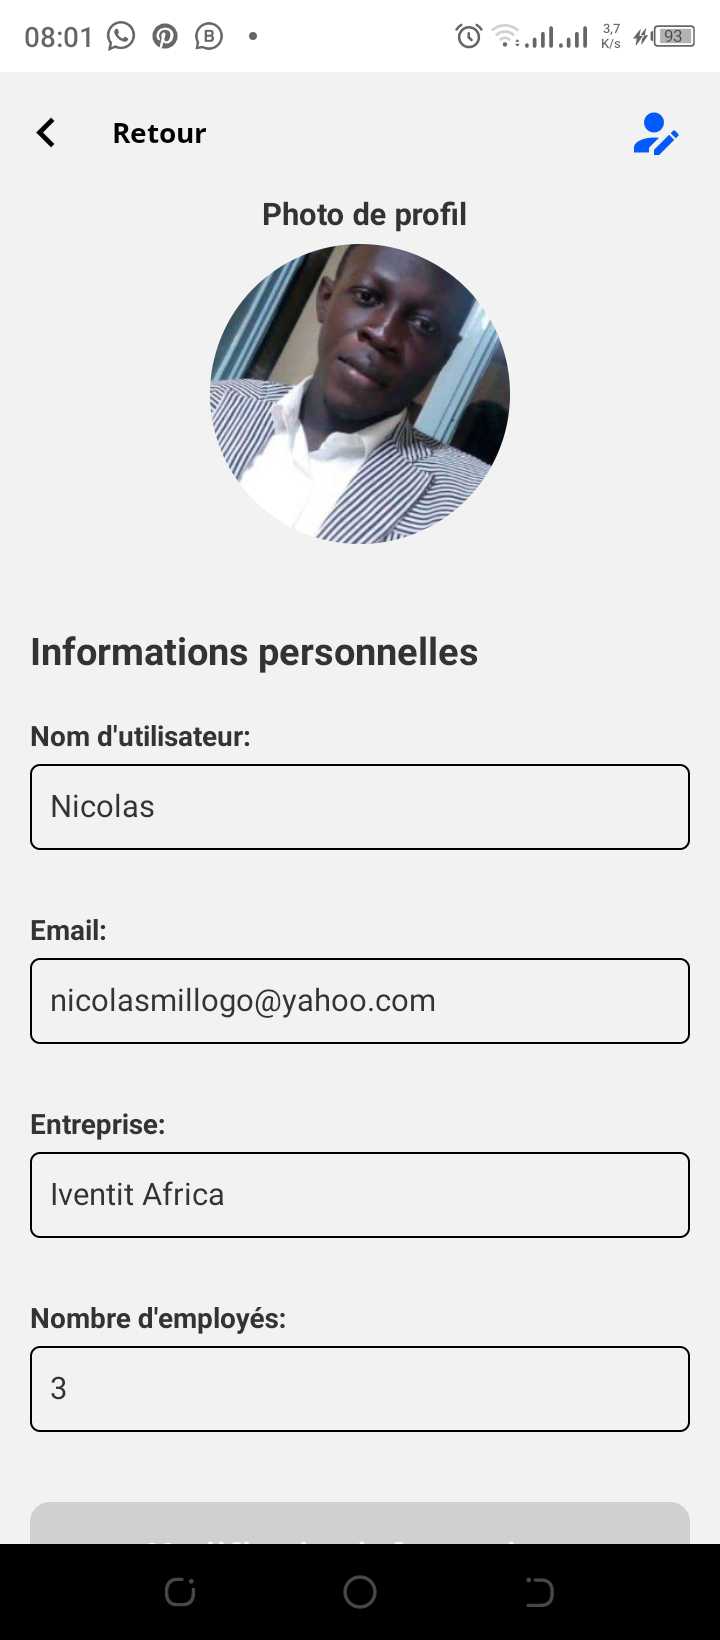 08:01
3,7
K/s
93
Retour
Photo de profil
Informations personnelles
Nom d'utilisateur:
Nicolas
Email:
nicolasmillogo@yahoo.com
Entreprise:
Iventit Africa
Nombre d'employés:
3